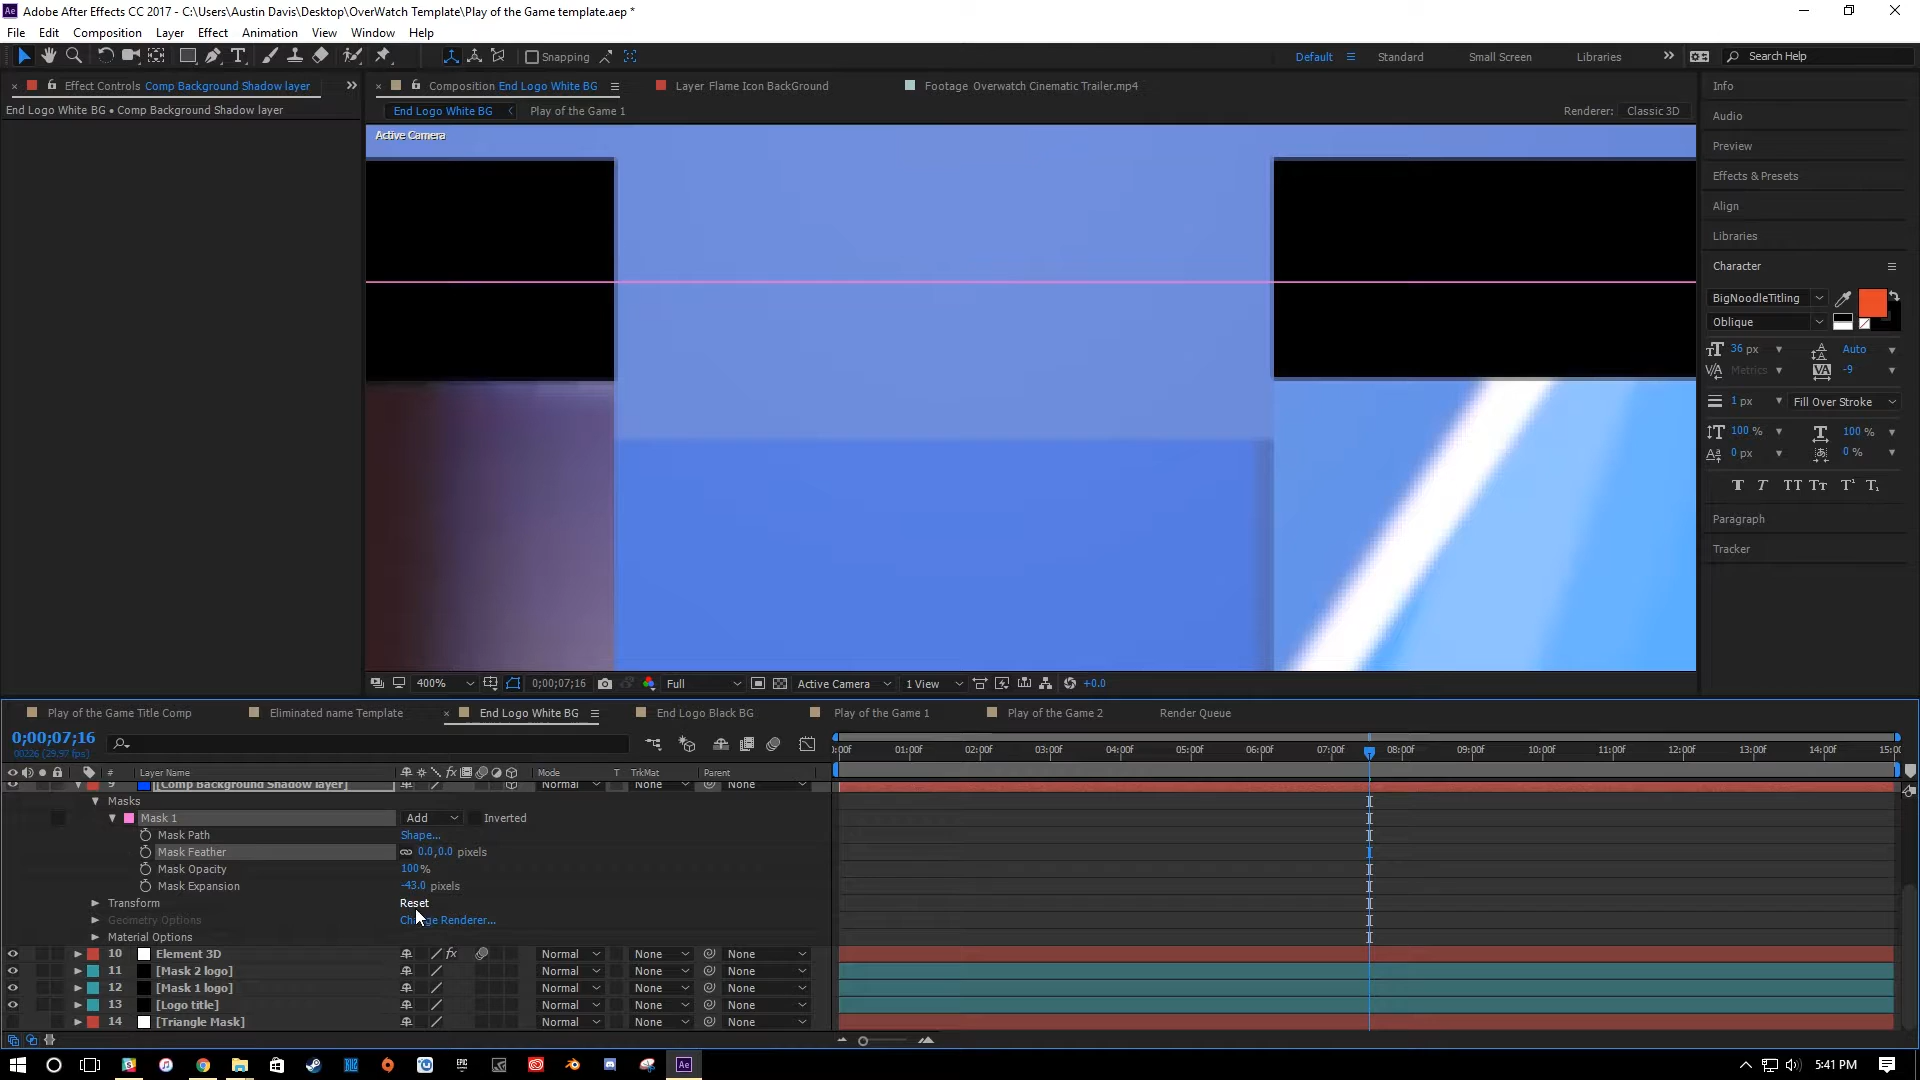 Adobe After Effects CC 2017 - C:\Users\Austin Davis\Desktop\OverWatch Template\Play of the Game template.aep *
File Edit Composition Layer Effect Animation View Window Help
Snapping Default Standard Small Screen Libraries Search Help
Effect Controls Comp Background Shadow layer Composition End Logo White BG Layer Flame Icon BackGround Footage Overwatch Cinematic Trailer.mp4 Info
End Logo White BG • Comp Background Shadow layer End Logo White BG Play of the Game 1 Renderer: Classic 3D
Audio
Active Camera
Preview
Effects & Presets
Align
Libraries
Character
BigNoodleTitling
Oblique
36 px Auto
Metrics -9
1 px Fill Over Stroke
100 % 100 %
0 px 0 %
T T TT Tr T¹ T₁
Paragraph
Tracker
400% 0;00;07;16 Full Active Camera 1 View +0.0
Play of the Game Title Comp Eliminated name Template End Logo White BG End Logo Black BG Play of the Game 1 Play of the Game 2 Render Queue
0;00;07;16
00226 (29.97 fps)
:00f 01:00f 02:00f 03:00f 04:00f 05:00f 06:00f 07:00f 08:00f 09:00f 10:00f 11:00f 12:00f 13:00f 14:00f 15:00
# Layer Name Mode T TrkMat Parent
9 [Comp Background Shadow layer] Normal None None
Masks
Mask 1 Add Inverted
Mask Path Shape...
Mask Feather 0.0,0.0 pixels
Mask Opacity 100%
Mask Expansion -43.0 pixels
Transform Reset
Geometry Options Renderer...
Material Options
10 Element 3D Normal None None
11 [Mask 2 logo] Normal None None
12 [Mask 1 logo] Normal None None
13 [Logo title] Normal None None
14 [Triangle Mask] Normal None None
5:41 PM